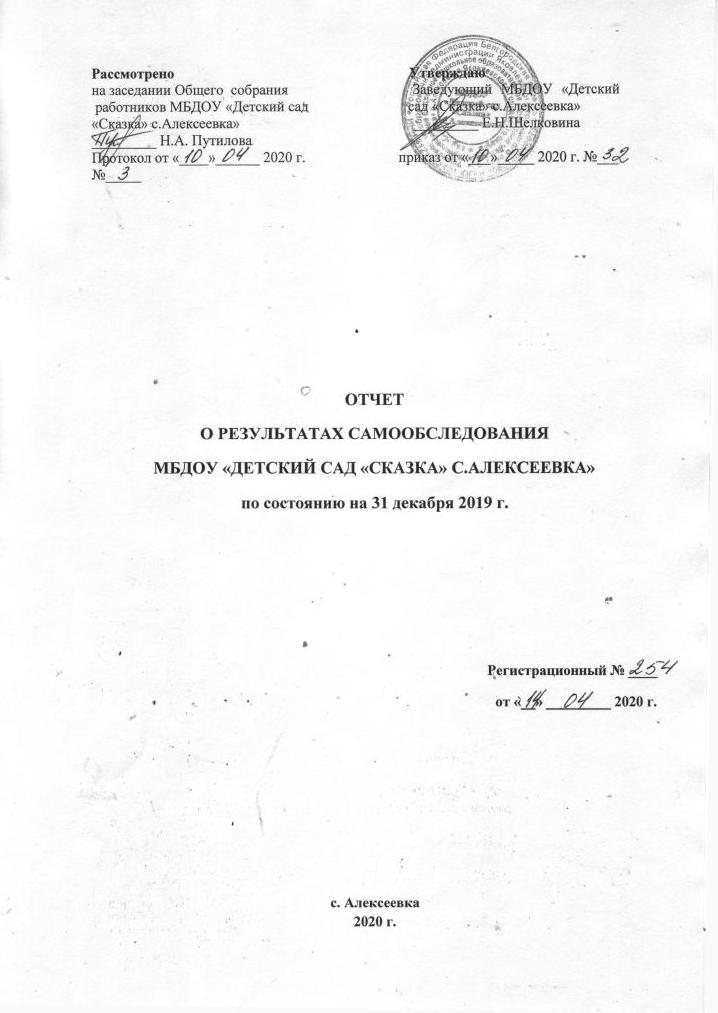 Рассмотрено
на заседании Общего собрания
работников МБДОУ «Детский сад
«Сказка» с.Алексеевка»
Н.А. Путилова
Протокол от «10» 04 2020 г.
№ 3
Утверждаю
Заведующий МБДОУ «Детский
сад «Сказка» с.Алексеевка»
Е.Н.Шелковина
приказ от «10» 04 2020 г. № 32
ОТЧЕТ
О РЕЗУЛЬТАТАХ САМООБСЛЕДОВАНИЯ
МБДОУ «ДЕТСКИЙ САД «СКАЗКА» С.АЛЕКСЕЕВКА»
по состоянию на 31 декабря 2019 г.
Регистрационный № 254
от «14» 04 2020 г.
с. Алексеевка
2020 г.